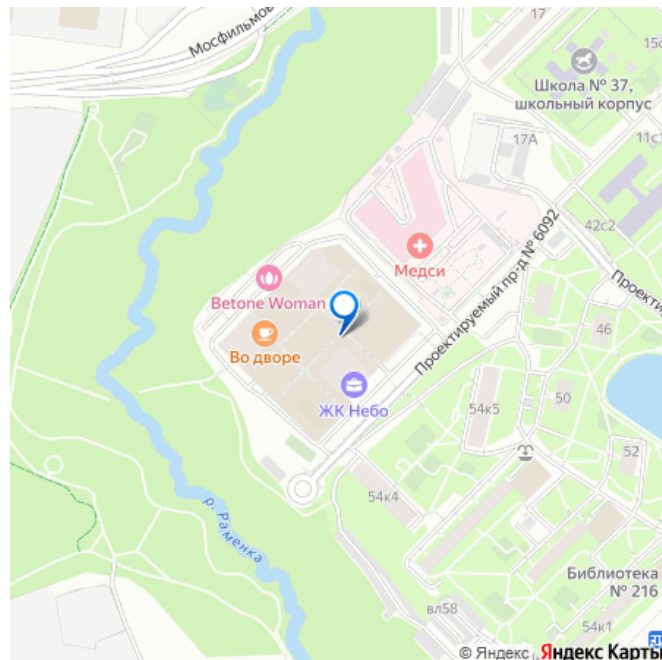 Мосфильмов
17
15с
Школа № 37,
школьный корпус
17А
11с1
42с2
Медси
Проектируемый пр-д № 6092
Проектир
Betone Woman
Во дворе
ЖК Небо
46
50
54к5
52
54к4
р. Раменка
Библиотека
№ 216
вл58
54к1
© Яндекс Яндекс Карты